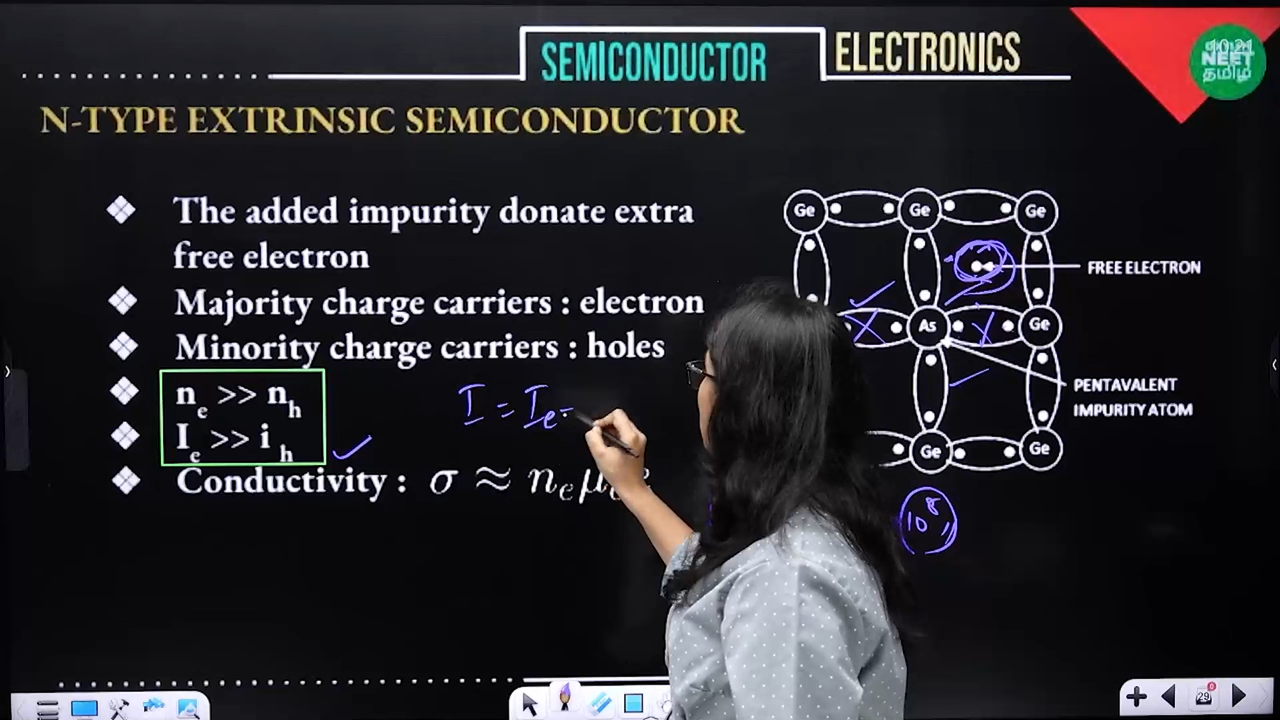 SEMICONDUCTOR ELECTRONICS
NEET
தமிழ்
N-TYPE EXTRINSIC SEMICONDUCTOR
❖ The added impurity donate extra
free electron
❖ Majority charge carriers : electron
❖ Minority charge carriers : holes
❖ nₑ >> nₕ
❖ Iₑ >> iₕ
❖ Conductivity : σ ≈ nₑμ
I = Iₑ
Ge Ge Ge
FREE ELECTRON
As Ge
PENTAVALENT
IMPURITY ATOM
Ge Ge
10⁸
29